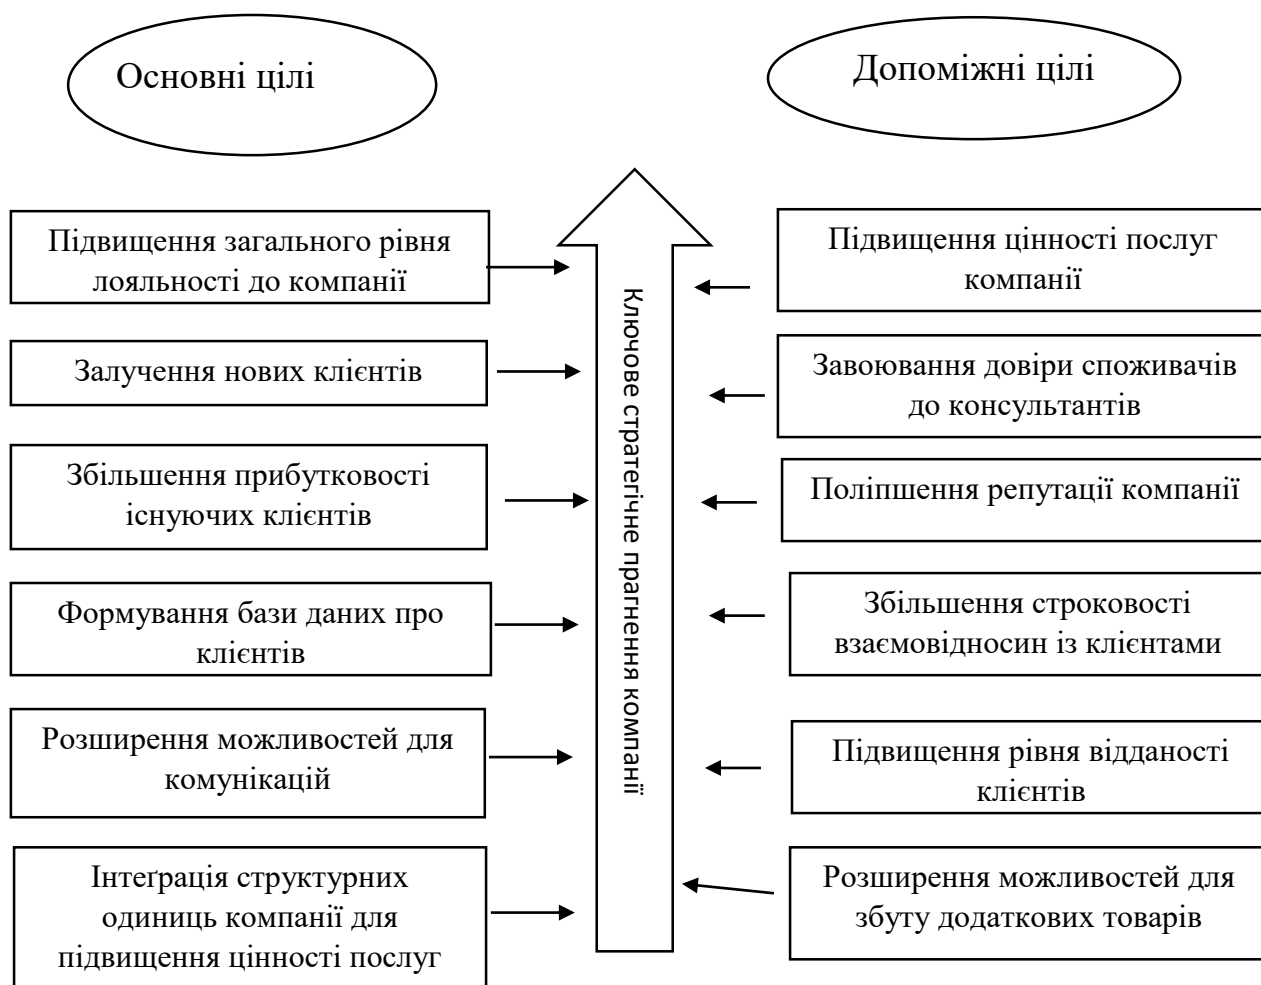 Основні цілі
Допоміжні цілі
Підвищення загального рівня
лояльності до компанії
Залучення нових клієнтів
Збільшення прибутковості
існуючих клієнтів
Формування бази даних про
клієнтів
Розширення можливостей для
комунікацій
Інтеґрація структурних
одиниць компанії для
підвищення цінності послуг
Ключове стратегічне прагнення компанії
Підвищення цінності послуг
компанії
Завоювання довіри споживачів
до консультантів
Поліпшення репутації компанії
Збільшення строковості
взаємовідносин із клієнтами
Підвищення рівня відданості
клієнтів
Розширення можливостей для
збуту додаткових товарів